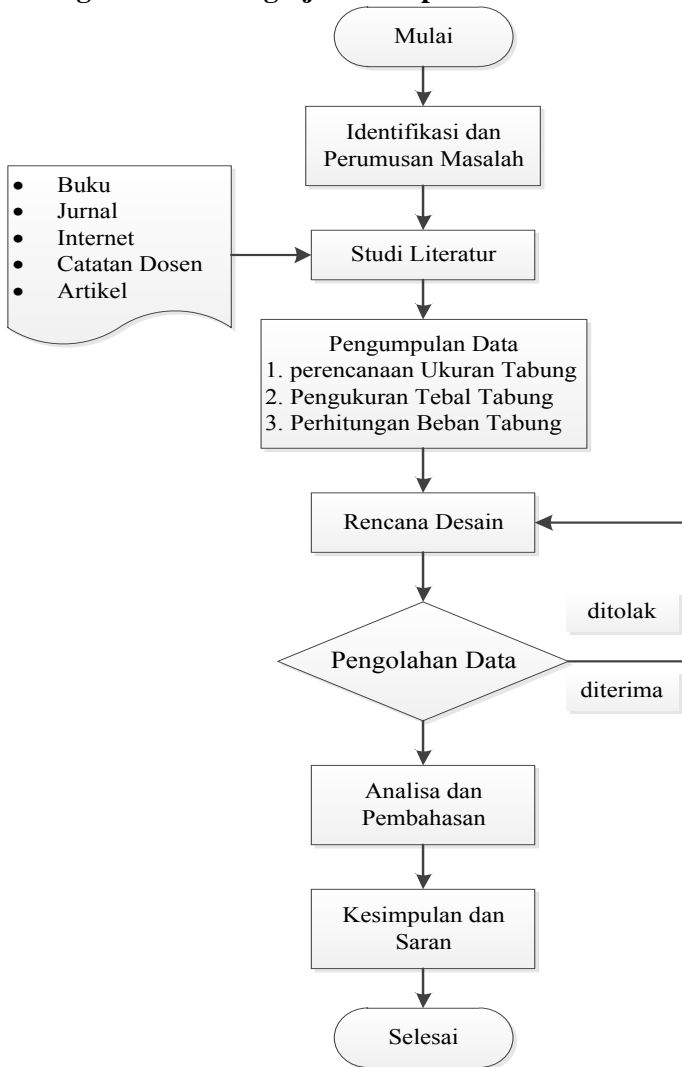 Mulai
Identifikasi dan
Perumusan Masalah
• Buku
• Jurnal
• Internet
• Catatan Dosen
• Artikel
Studi Literatur
Pengumpulan Data
1. perencanaan Ukuran Tabung
2. Pengukuran Tebal Tabung
3. Perhitungan Beban Tabung
Rencana Desain
ditolak
Pengolahan Data
diterima
Analisa dan
Pembahasan
Kesimpulan dan
Saran
Selesai